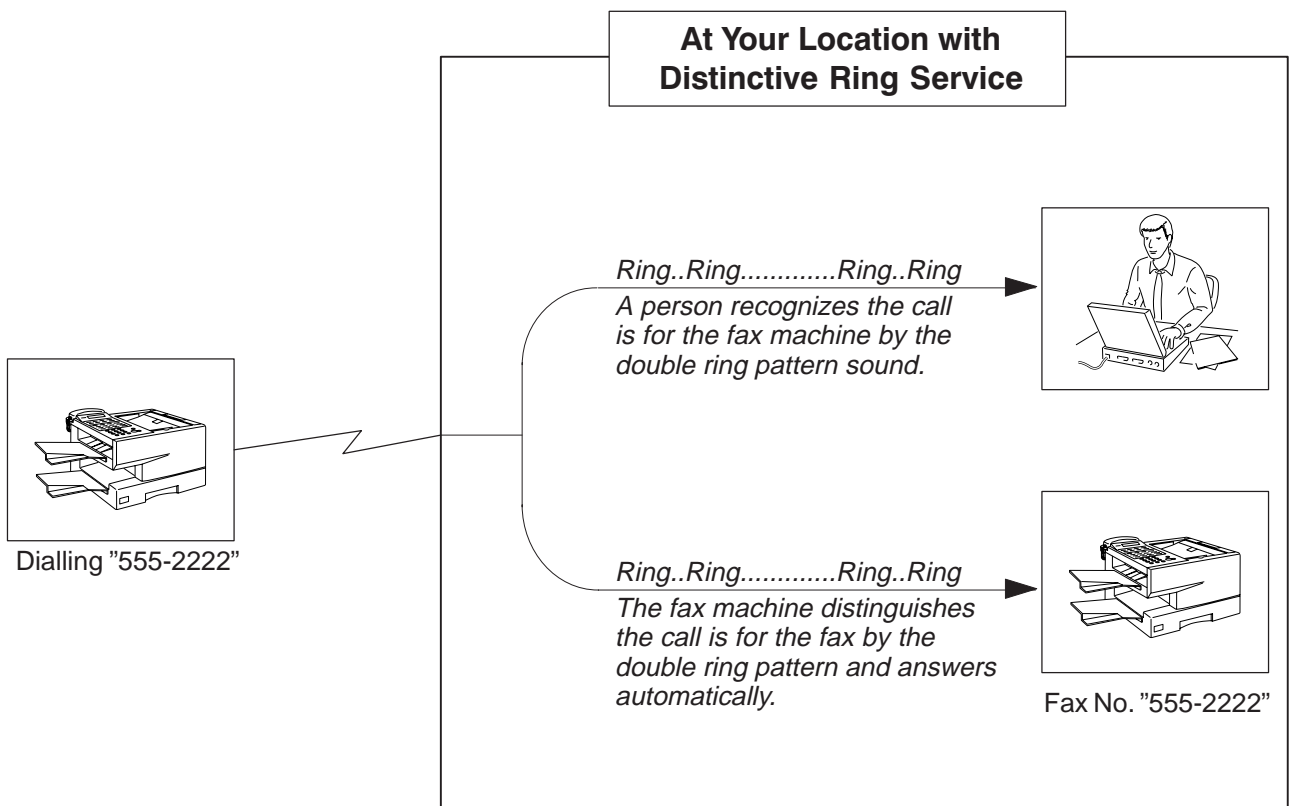 At Your Location with
Distinctive Ring Service
Ring..Ring.............Ring..Ring
A person recognizes the call
is for the fax machine by the
double ring pattern sound.
Dialling ”555-2222”
Ring..Ring.............Ring..Ring
The fax machine distinguishes
the call is for the fax by the
double ring pattern and answers
automatically.
Fax No. ”555-2222”